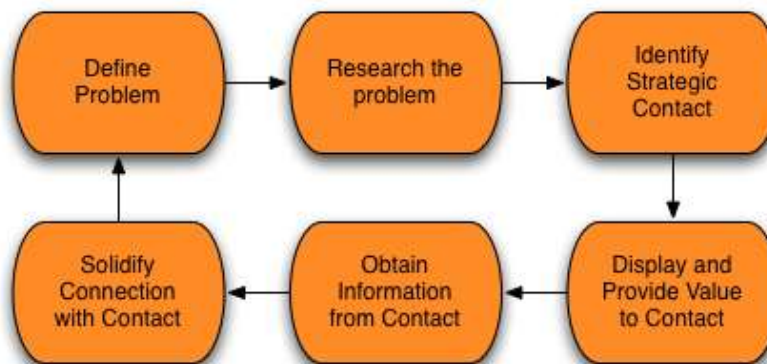 Define
Problem
Research the
problem
Identify
Strategic
Contact
Display and
Provide Value
to Contact
Obtain
Information
from Contact
Solidify
Connection
with Contact